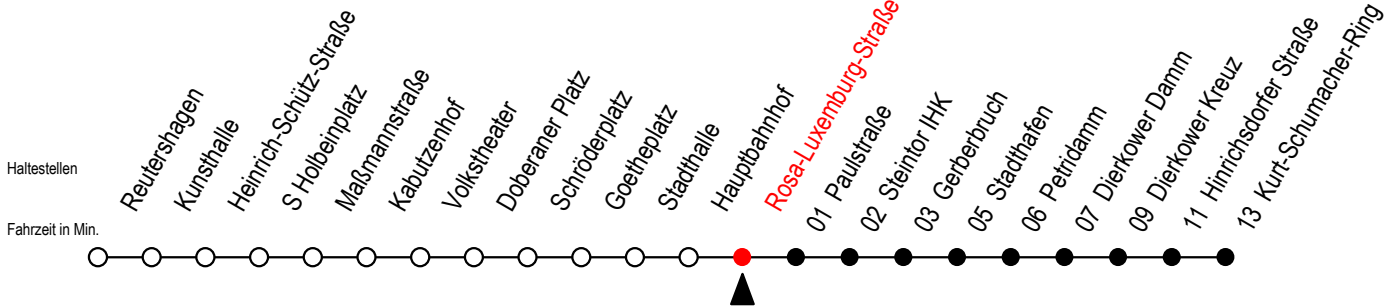 Haltestellen
Fahrzeit in Min.
Reutershagen
Kunsthalle
Heinrich-Schütz-Straße
S Holbeinplatz
Maßmannstraße
Kabutzenhof
Volkstheater
Doberaner Platz
Schröderplatz
Goetheplatz
Stadthalle
Hauptbahnhof
Rosa-Luxemburg-Straße
01 Paulstraße
02 Steintor IHK
03 Gerberbruch
05 Stadthafen
06 Petridamm
07 Dierkower Damm
09 Dierkower Kreuz
11 Hinrichsdorfer Straße
13 Kurt-Schumacher-Ring